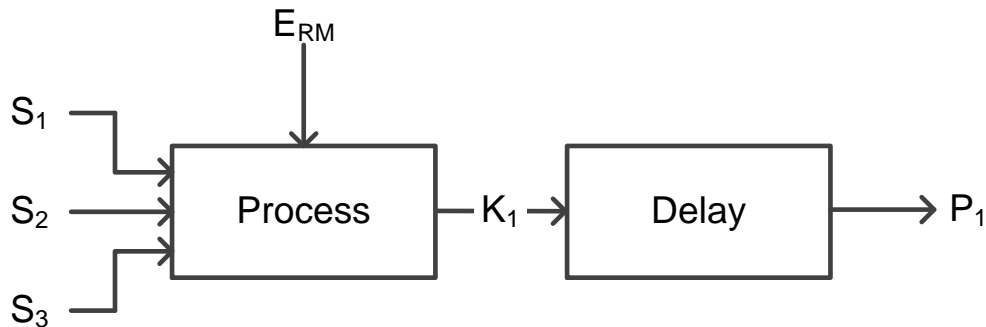 E_RM
S_1
S_2
S_3
Process
K_1
Delay
P_1